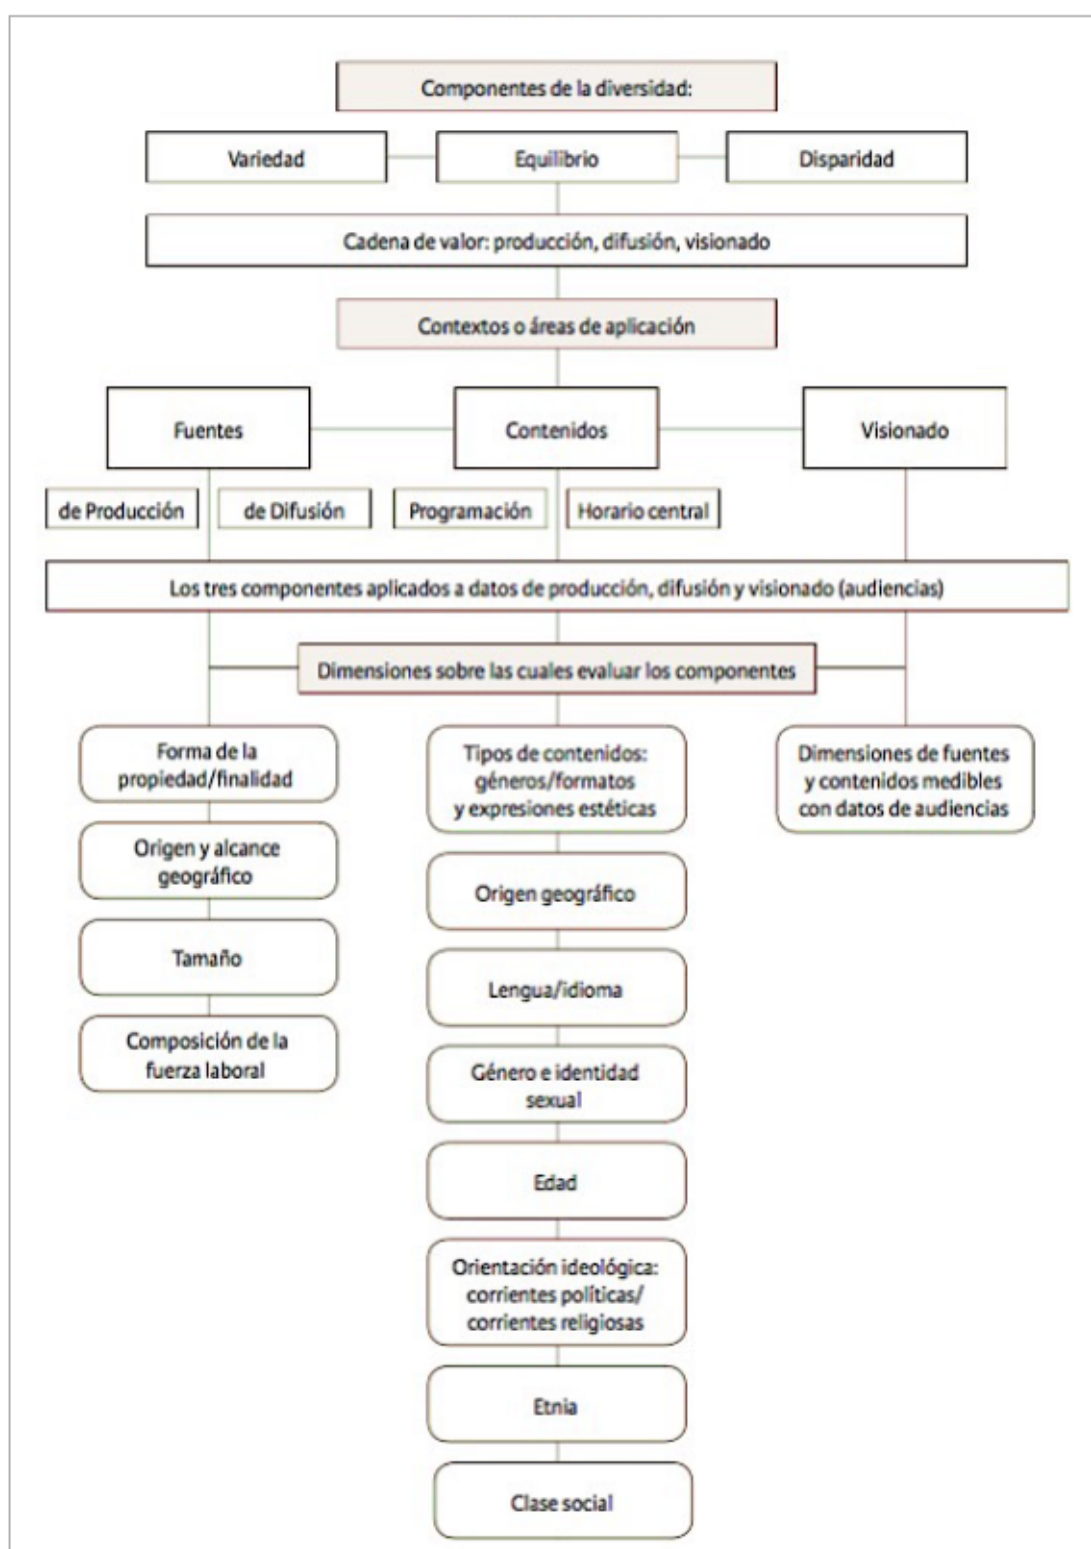 Componentes de la diversidad:
Variedad
Equilibrio
Disparidad
Cadena de valor: producción, difusión, visionado
Contextos o áreas de aplicación
Fuentes
Contenidos
Visionado
de Producción
de Difusión
Programación
Horario central
Los tres componentes aplicados a datos de producción, difusión y visionado (audiencias)
Dimensiones sobre las cuales evaluar los componentes
Forma de la
propiedad/finalidad
Origen y alcance
geográfico
Tamaño
Composición de la
fuerza laboral
Tipos de contenidos:
géneros/formatos
y expresiones estéticas
Origen geográfico
Lengua/idioma
Género e identidad
sexual
Edad
Orientación ideológica:
corrientes políticas/
corrientes religiosas
Etnia
Clase social
Dimensiones de fuentes
y contenidos medibles
con datos de audiencias